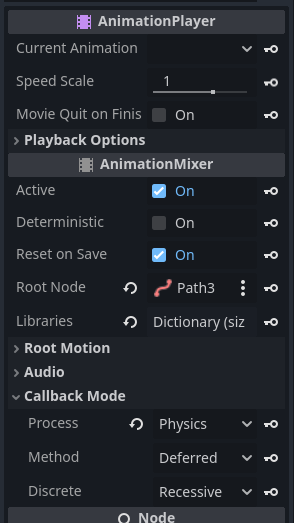 AnimationPlayer
Current Animation
Speed Scale 1
Movie Quit on Finis On
Playback Options
AnimationMixer
Active On
Deterministic On
Reset on Save On
Root Node Path3
Libraries Dictionary (siz
Root Motion
Audio
Callback Mode
Process Physics
Method Deferred
Discrete Recessive
Node